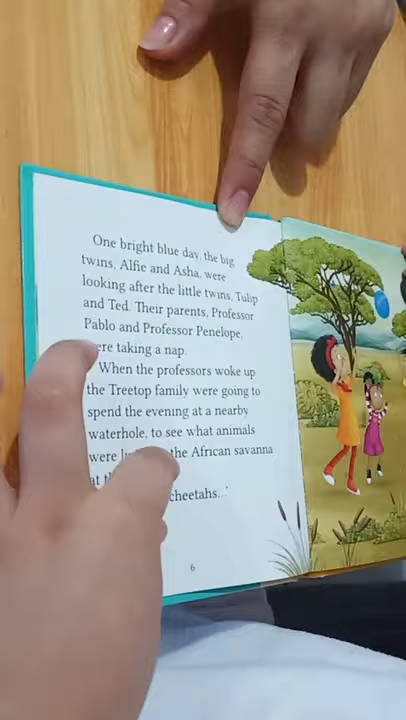 One bright blue day, the big
twins, Alfie and Asha, were
looking after the little twins, Tulip
and Ted. Their parents, Professor
Pablo and Professor Penelope,
were taking a nap.
When the professors woke up
the Treetop family were going to
spend the evening at a nearby
waterhole, to see what animals
were the African savanna
at
cheetahs...'
6